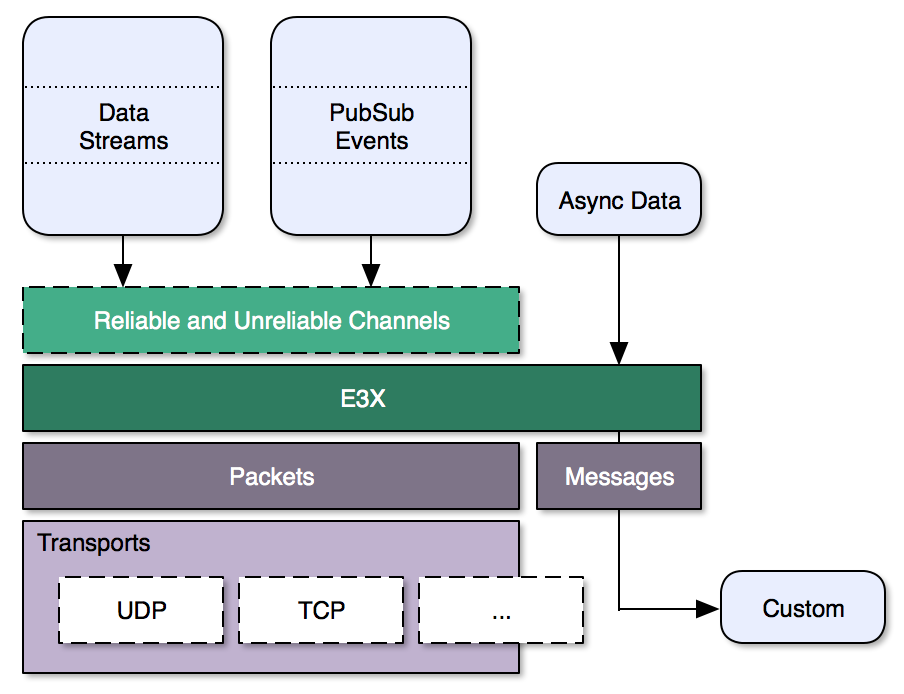 Data
Streams
PubSub
Events
Async Data
Reliable and Unreliable Channels
E3X
Packets
Messages
Transports
UDP
TCP
...
Custom